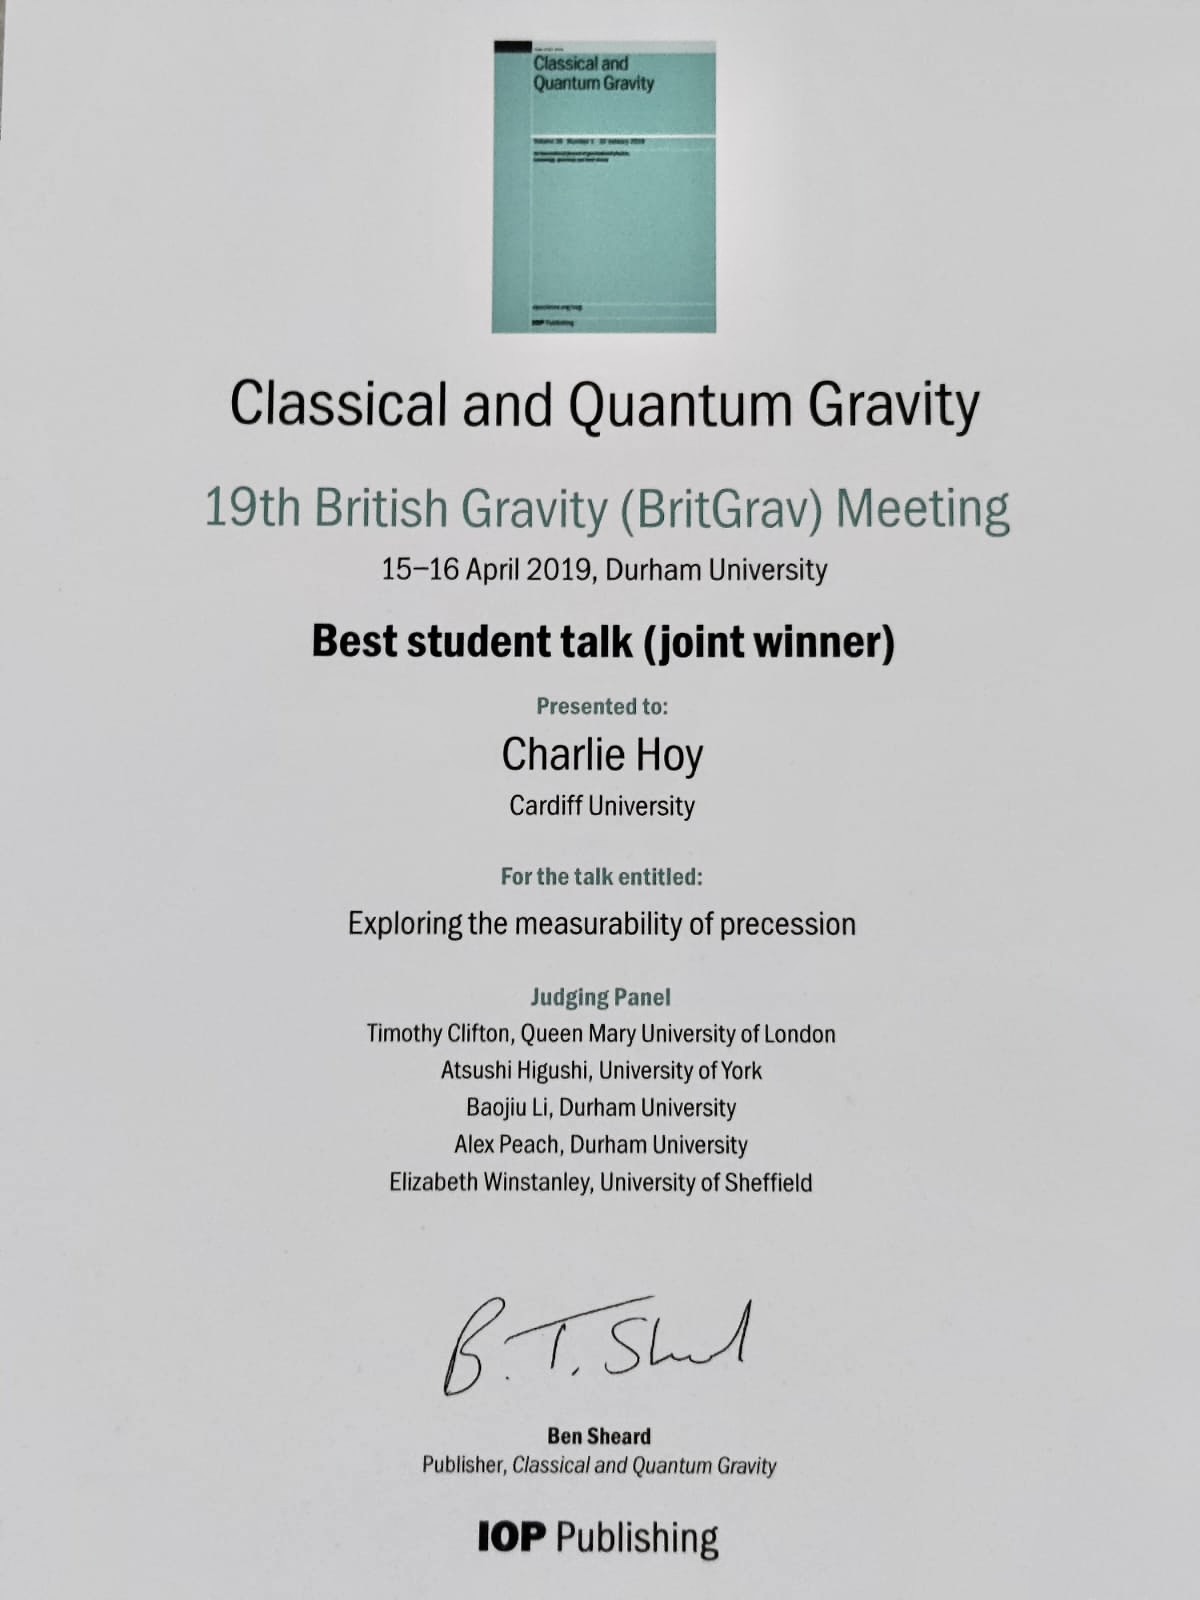 Classical and
Quantum Gravity
IOP Publishing
Classical and Quantum Gravity
19th British Gravity (BritGrav) Meeting
15–16 April 2019, Durham University
Best student talk (joint winner)
Presented to:
Charlie Hoy
Cardiff University
For the talk entitled:
Exploring the measurability of precession
Judging Panel
Timothy Clifton, Queen Mary University of London
Atsushi Higushi, University of York
Baojiu Li, Durham University
Alex Peach, Durham University
Elizabeth Winstanley, University of Sheffield
B. T. Sheard
Ben Sheard
Publisher, Classical and Quantum Gravity
IOP Publishing